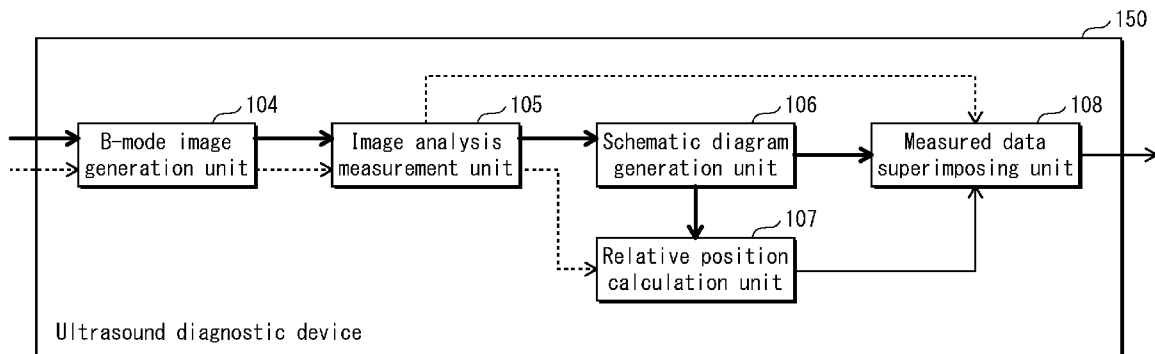 150
104
105
106
108
B-mode image
generation unit
Image analysis
measurement unit
Schematic diagram
generation unit
Measured data
superimposing unit
107
Relative position
calculation unit
Ultrasound diagnostic device